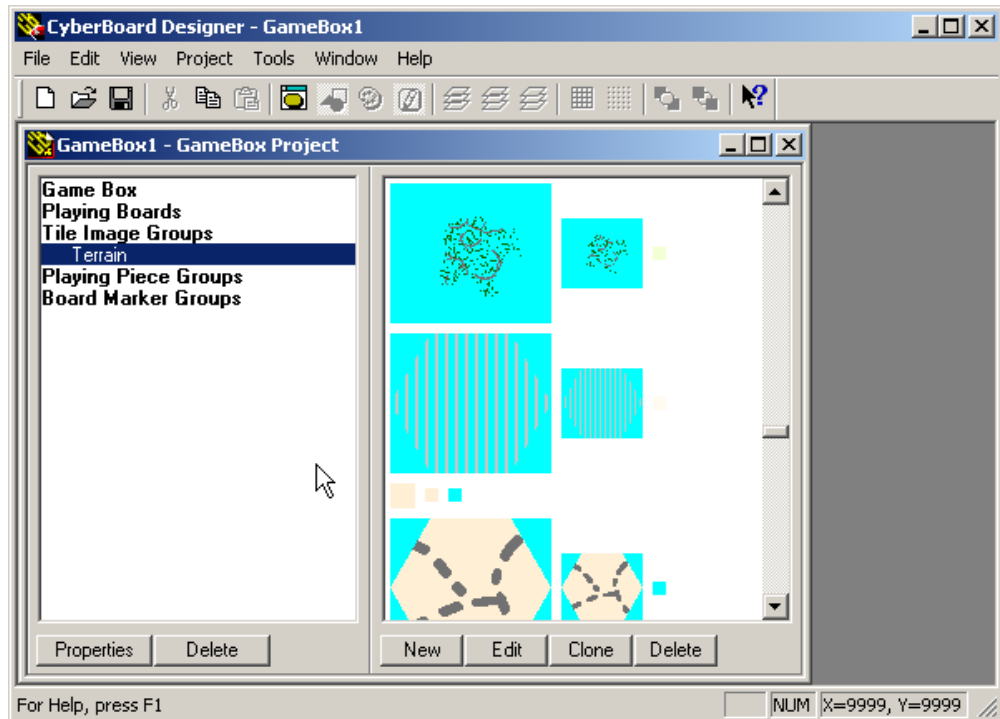 CyberBoard Designer - GameBox1
File Edit View Project Tools Window Help
GameBox1 - GameBox Project
Game Box
Playing Boards
Tile Image Groups
Terrain
Playing Piece Groups
Board Marker Groups
Properties Delete
New Edit Clone Delete
For Help, press F1
NUM X=9999, Y=9999